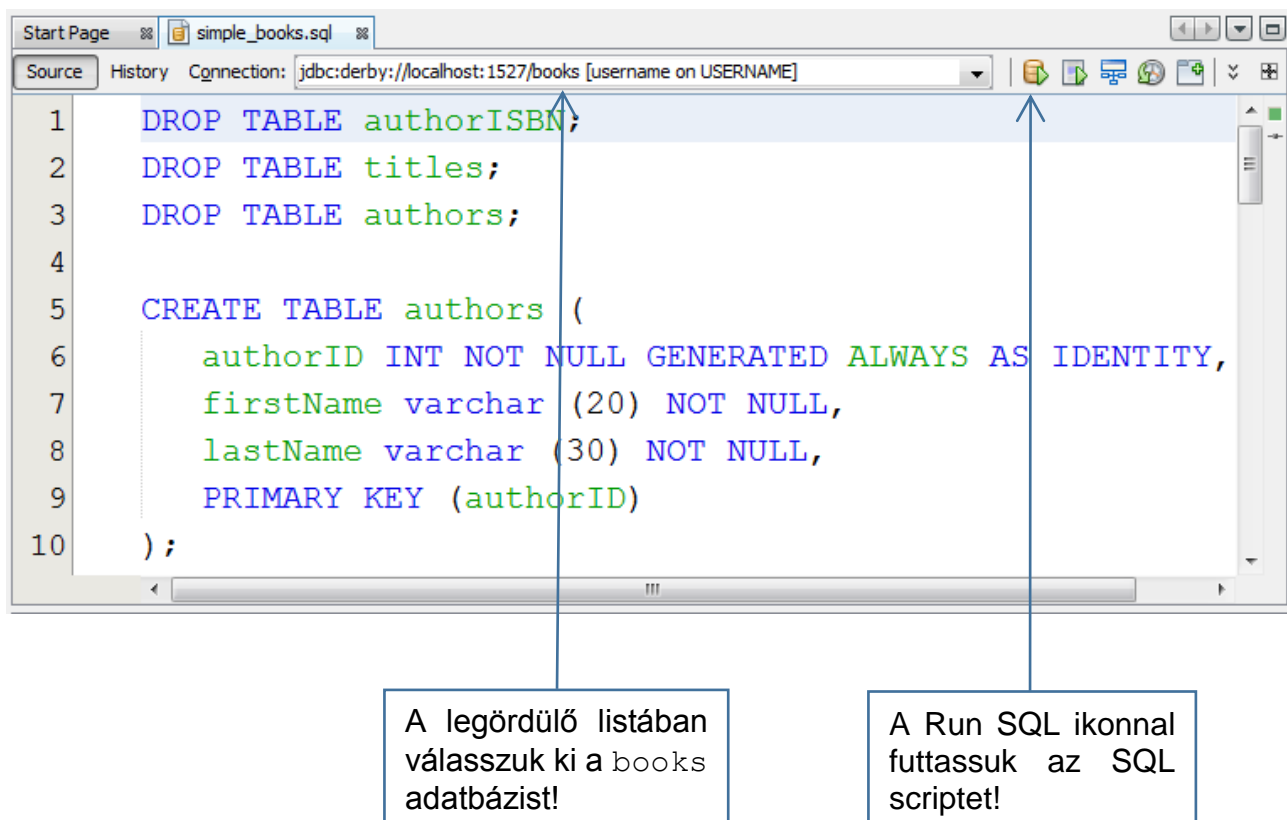 Start Page simple_books.sql
Source History Connection: jdbc:derby://localhost:1527/books [username on USERNAME]
1 DROP TABLE authorISBN;
2 DROP TABLE titles;
3 DROP TABLE authors;
4
5 CREATE TABLE authors (
6 authorID INT NOT NULL GENERATED ALWAYS AS IDENTITY,
7 firstName varchar (20) NOT NULL,
8 lastName varchar (30) NOT NULL,
9 PRIMARY KEY (authorID)
10 );
A legördülő listában
válasszuk ki a books
adatbázist!
A Run SQL ikonnal
futtassuk az SQL
scriptet!